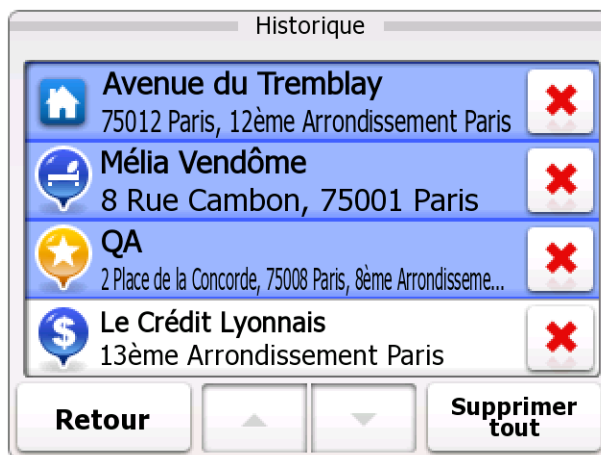 Historique
Avenue du Tremblay
75012 Paris, 12ème Arrondissement Paris
Mélia Vendôme
8 Rue Cambon, 75001 Paris
QA
2 Place de la Concorde, 75008 Paris, 8ème Arrondisseme...
$ Le Crédit Lyonnais
13ème Arrondissement Paris
Retour
Supprimer
tout